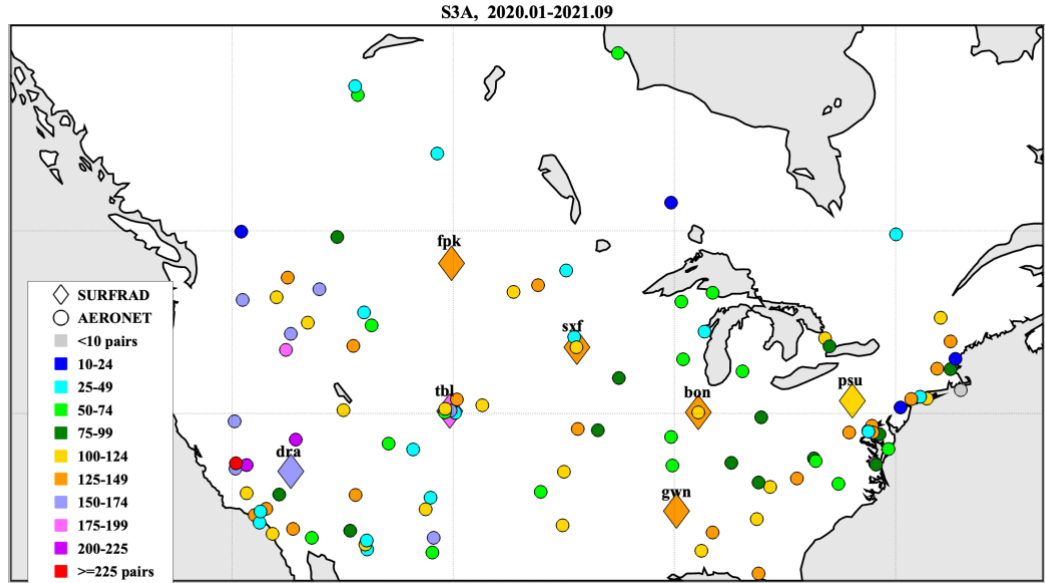 S3A, 2020.01-2021.09
fpk
SURFRAD
AERONET
<10 pairs
10-24
25-49
50-74
75-99
100-124
125-149
150-174
175-199
200-225
>=225 pairs
sxf
tbl
bon
psu
dra
gwn